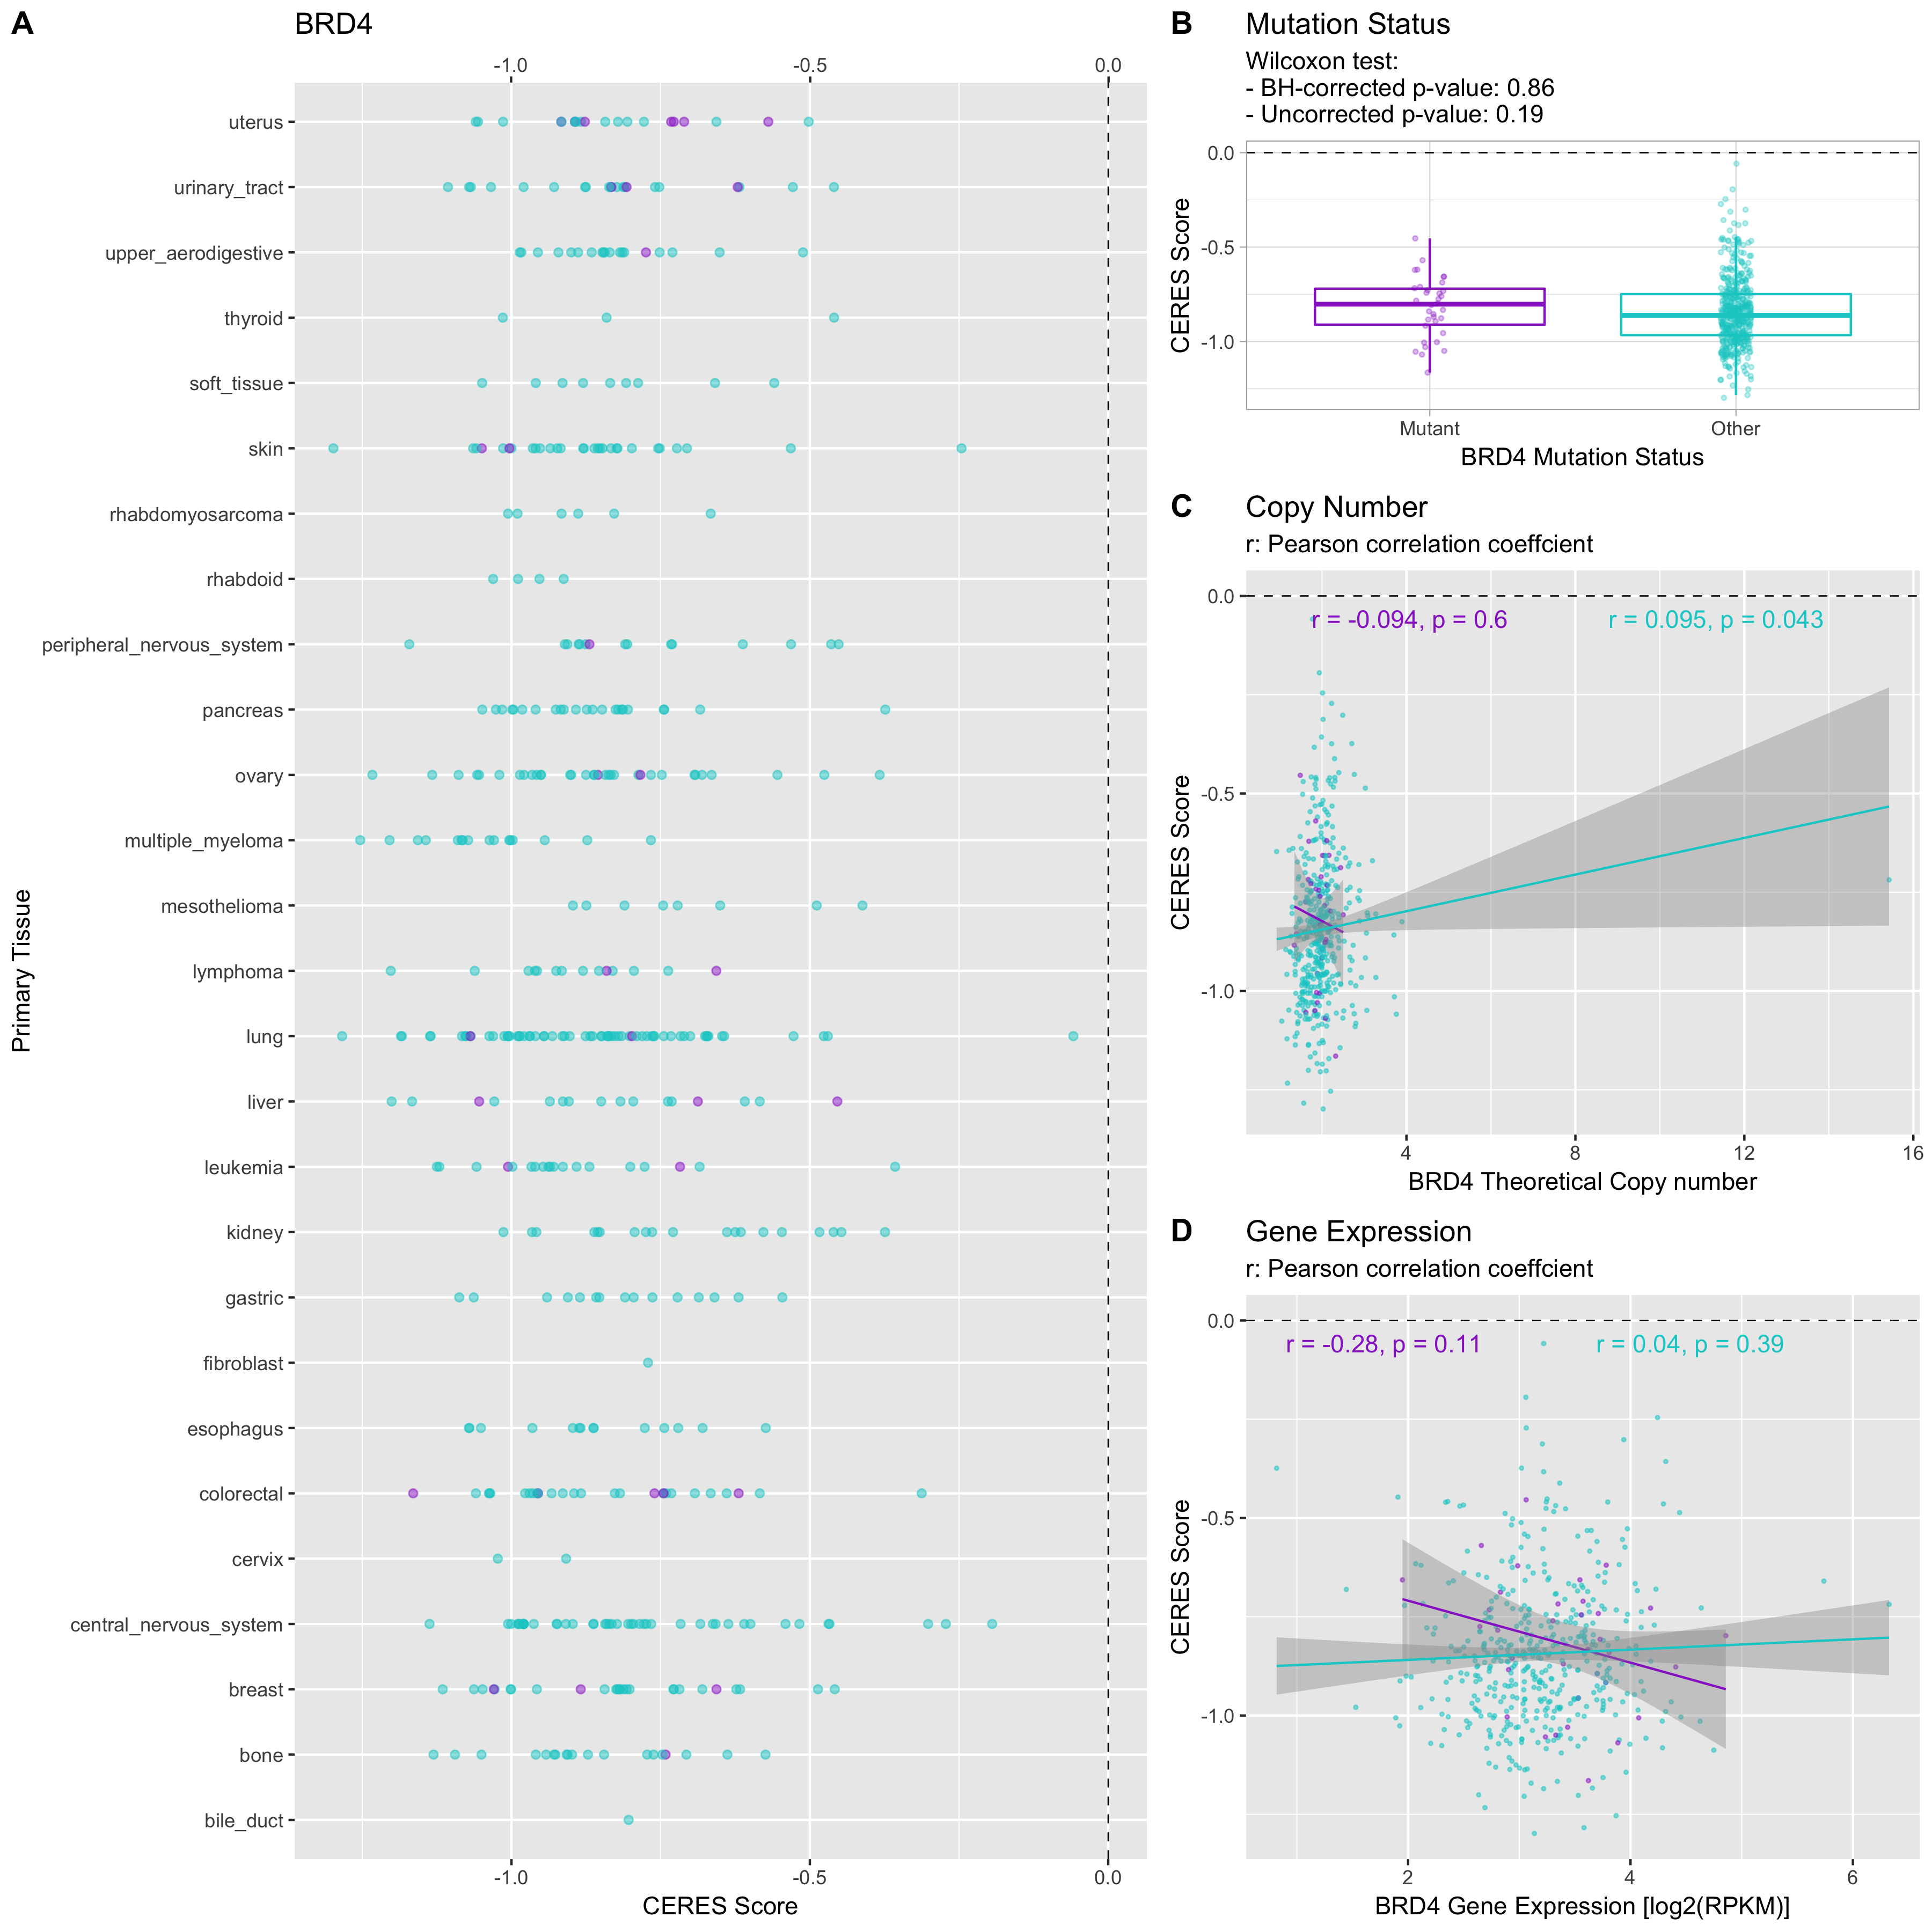 A
BRD4
-1.0 -0.5 0.0
uterus
urinary_tract
upper_aerodigestive
thyroid
soft_tissue
skin
rhabdomyosarcoma
rhabdoid
peripheral_nervous_system
pancreas
ovary
multiple_myeloma
mesothelioma
lymphoma
lung
liver
leukemia
kidney
gastric
fibroblast
esophagus
colorectal
cervix
central_nervous_system
breast
bone
bile_duct
Primary Tissue
-1.0 -0.5 0.0
CERES Score
B
Mutation Status
Wilcoxon test:
- BH-corrected p-value: 0.86
- Uncorrected p-value: 0.19
0.0
-0.5
-1.0
CERES Score
Mutant Other
BRD4 Mutation Status
C
Copy Number
r: Pearson correlation coeffcient
r = -0.094, p = 0.6 r = 0.095, p = 0.043
0.0
-0.5
-1.0
CERES Score
4 8 12 16
BRD4 Theoretical Copy number
D
Gene Expression
r: Pearson correlation coeffcient
r = -0.28, p = 0.11 r = 0.04, p = 0.39
0.0
-0.5
-1.0
CERES Score
2 4 6
BRD4 Gene Expression [log2(RPKM)]